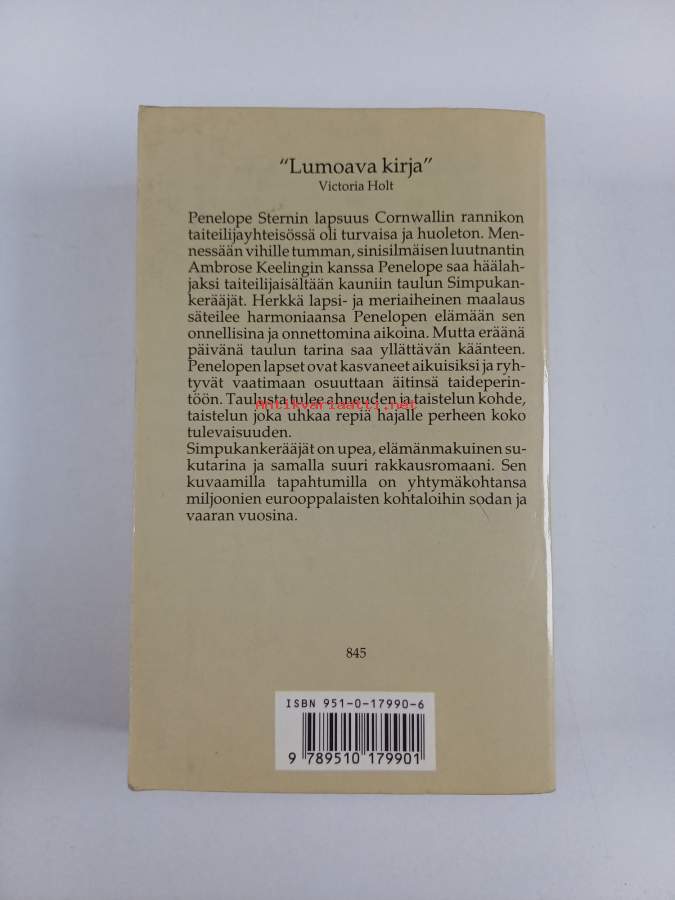 “Lumoava kirja”
Victoria Holt
Penelope Sternin lapsuus Cornwallin rannikon
taiteilijayhteisössä oli turvaisa ja huoleton. Men-
nessään vihille tumman, sinisilmäisen luutnantin
Ambrose Keelingin kanssa Penelope saa häälah-
jaksi taiteilijaisältään kauniin taulun Simpukan-
kerääjät. Herkkä lapsi- ja meriaiheinen maalaus
säteilee harmoniaansa Penelopen elämään sen
onnellisina ja onnettomina aikoina. Mutta eräänä
päivänä taulun tarina saa yllättävän käänteen.
Penelopen lapset ovat kasvaneet aikuisiksi ja ryh-
tyvät vaatimaan osuuttaan äitinsä taideperin-
töön. Taulusta tulee ahneuden ja taistelun kohde,
Antikvariaatti.net
taistelun joka uhkaa repiä hajalle perheen koko
tulevaisuuden.
Simpukankerääjät on upea, elämänmakuinen su-
kutarina ja samalla suuri rakkausromaani. Sen
kuvaamilla tapahtumilla on yhtymäkohtansa
miljoonien eurooppalaisten kohtaloihin sodan ja
vaaran vuosina.
845
ISBN 951-0-17990-6
9 789510 179901